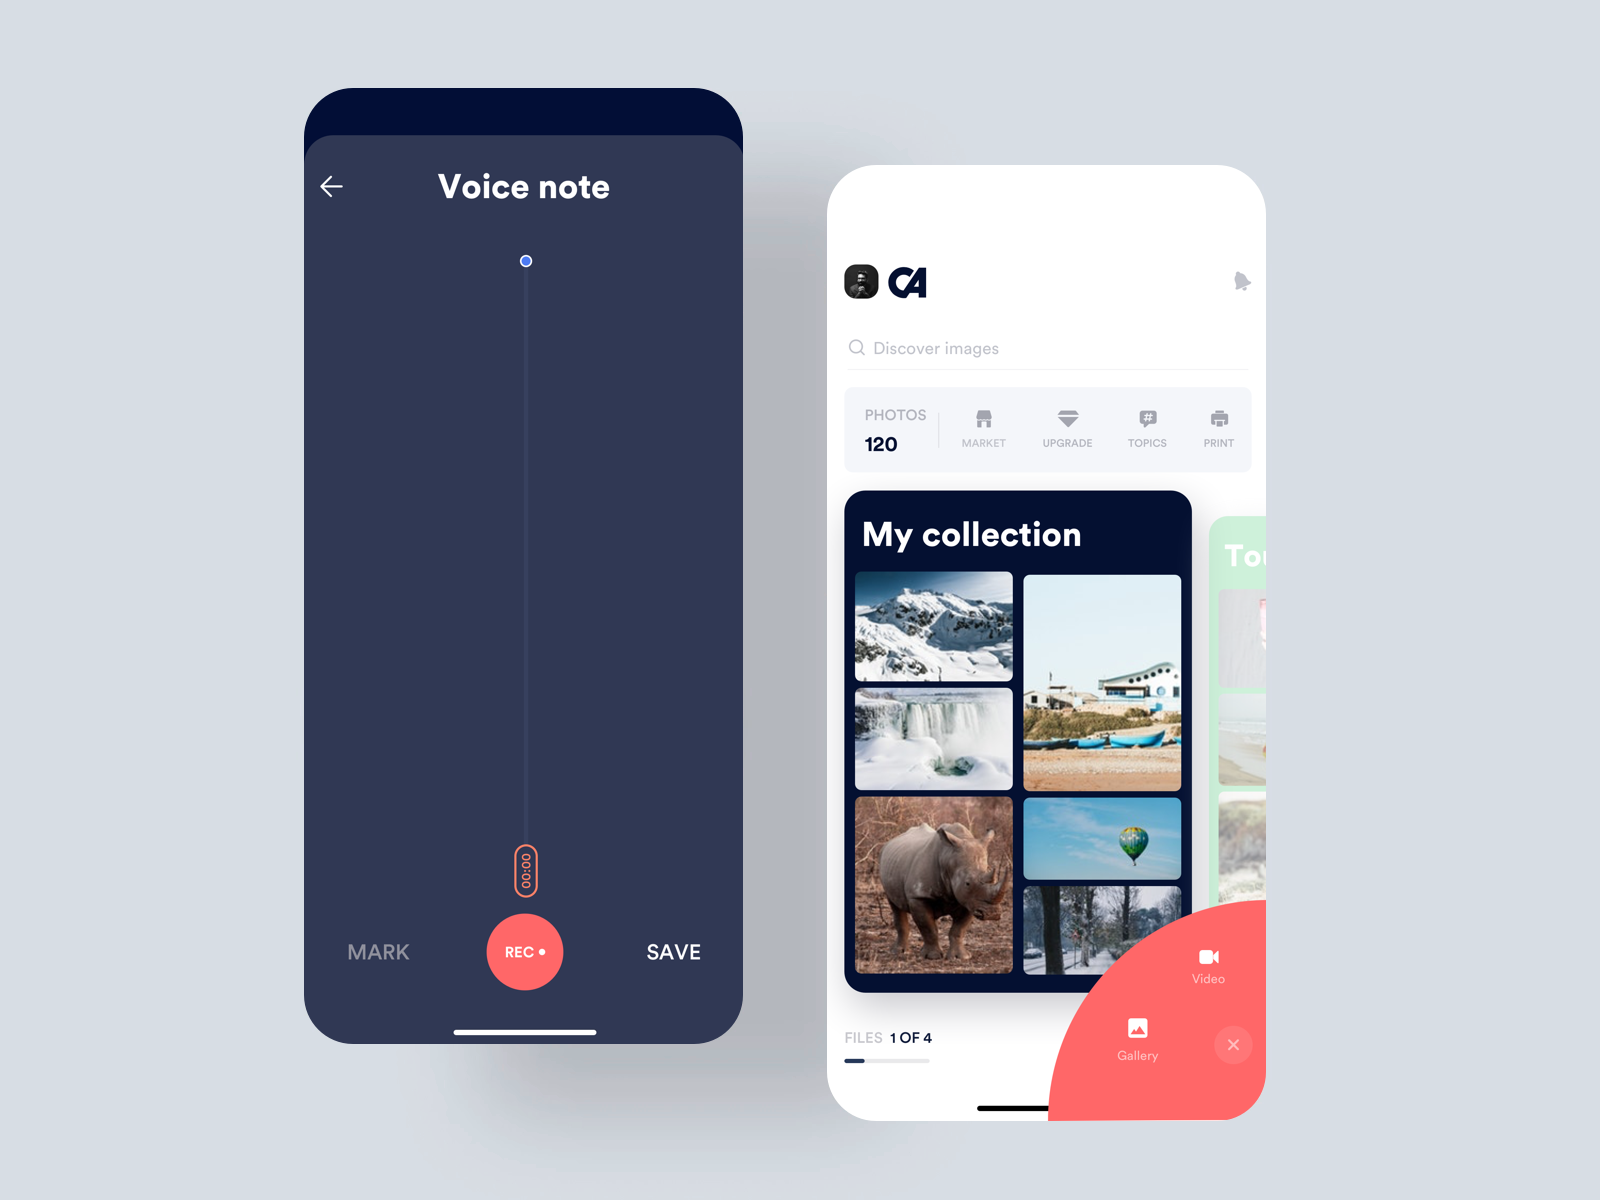 Voice note
00:00
MARK
REC
SAVE
CA
Discover images
PHOTOS
120
MARKET
UPGRADE
TOPICS
PRINT
My collection
Video
Gallery
FILES 1 OF 4